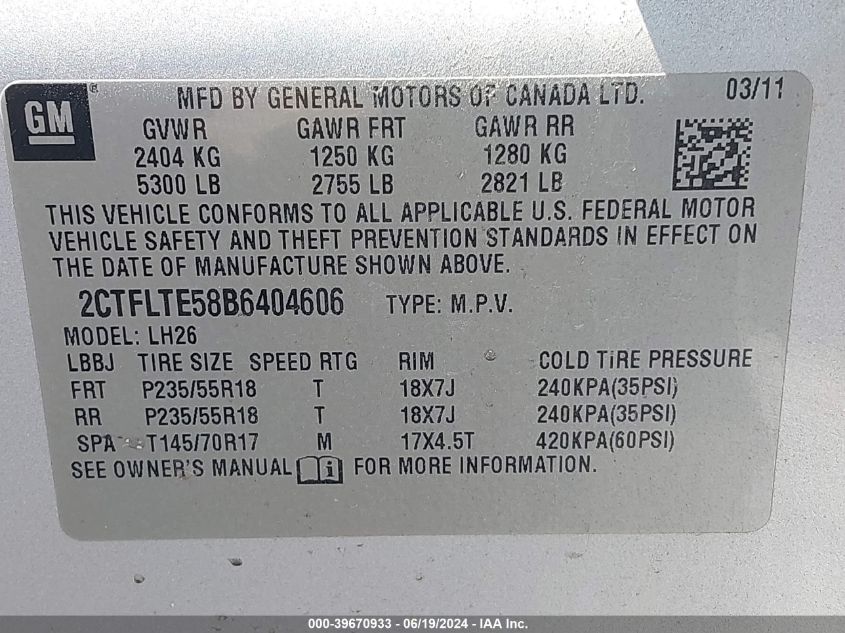 GM ® MFD BY GENERAL MOTORS OF CANADA LTD. 03/11
GVWR GAWR FRT GAWR RR
2404 KG 1250 KG 1280 KG
5300 LB 2755 LB 2821 LB
THIS VEHICLE CONFORMS TO ALL APPLICABLE U.S. FEDERAL MOTOR
VEHICLE SAFETY AND THEFT PREVENTION STANDARDS IN EFFECT ON
THE DATE OF MANUFACTURE SHOWN ABOVE.
2CTFLTE58B6404606 TYPE: M.P.V.
MODEL: LH26
LBBJ TIRE SIZE SPEED RTG RIM COLD TIRE PRESSURE
FRT P235/55R18 T 18X7J 240KPA(35PSI)
RR P235/55R18 T 18X7J 240KPA(35PSI)
SPA T145/70R17 M 17X4.5T 420KPA(60PSI)
SEE OWNER'S MANUAL i FOR MORE INFORMATION.
000-39670933 - 06/19/2024 - IAA Inc.